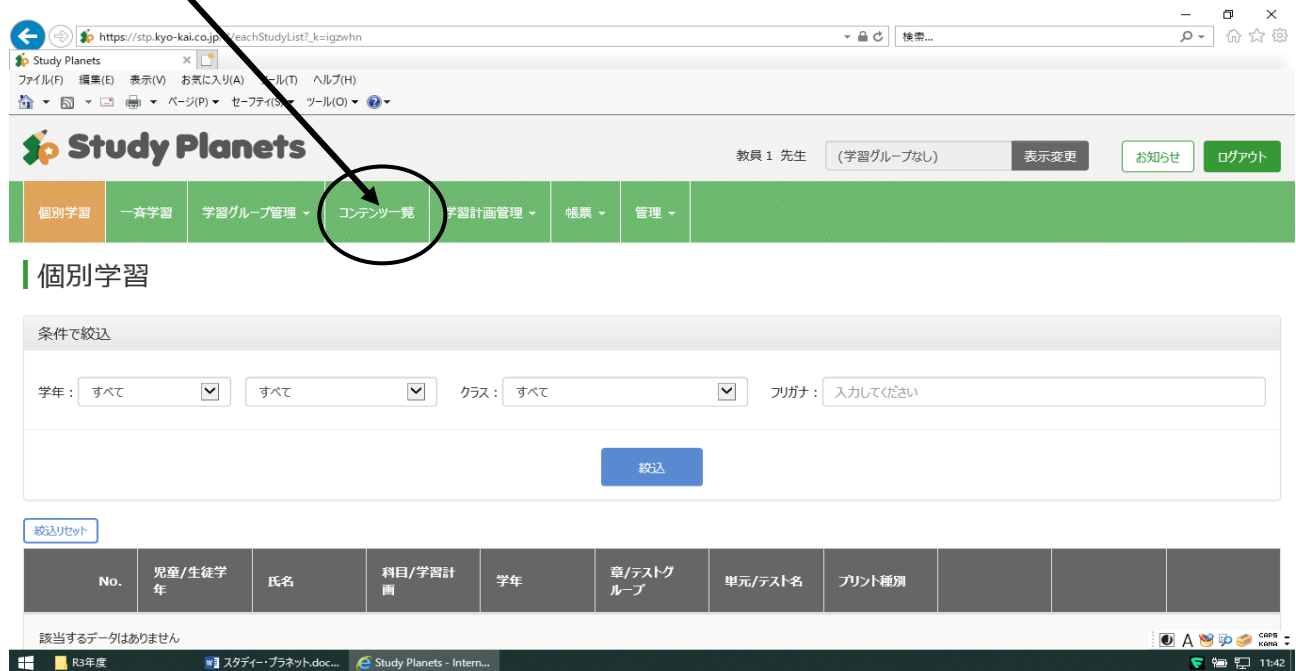 https://stp.kyo-kai.co.jp/ /eachStudyList?_k=igzwhn
検索...
Study Planets
ファイル(F) 編集(E) 表示(V) お気に入り(A) ツール(T) ヘルプ(H)
ページ(P) セーフティ(S) ツール(O)
Study Planets
教員1 先生 (学習グループなし) 表示変更 お知らせ ログアウト
個別学習 一斉学習 学習グループ管理 コンテンツ一覧 学習計画管理 帳票 管理
個別学習
条件で絞込
学年： すべて すべて クラス： すべて フリガナ： 入力してください
絞込
絞込リセット
No. 児童/生徒学年 氏名 科目/学習計画 学年 章/テストグループ 単元/テスト名 プリント種別
該当するデータはありません
A CAPS KANA
R3年度 スタディー・プラネット.doc... Study Planets - Intern... 11:42